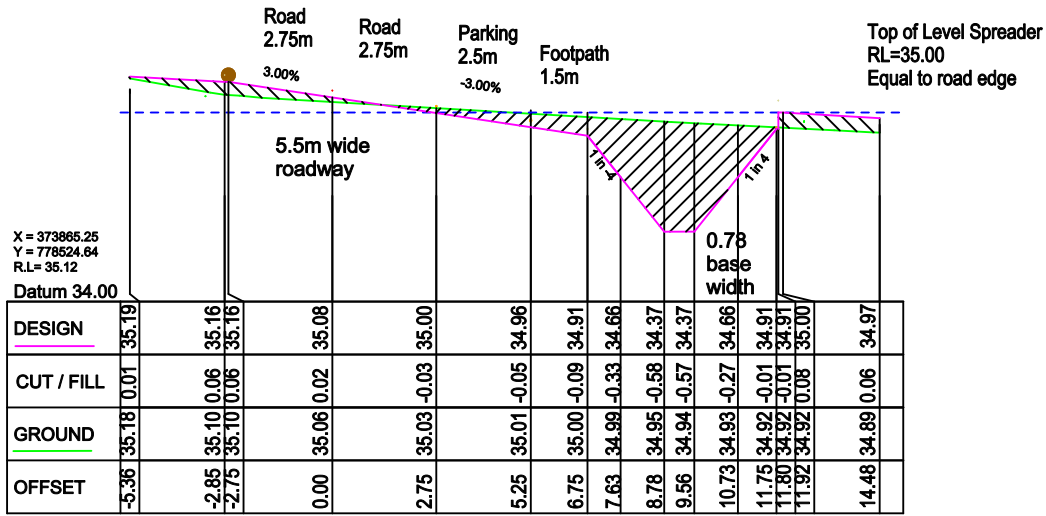 Road
2.75m
Road
2.75m
Parking
2.5m
Footpath
1.5m
Top of Level Spreader
RL=35.00
Equal to road edge
3.00%
-3.00%
5.5m wide
roadway
1 in -4
1 in 4
0.78
base
width
X = 373865.25
Y = 778524.64
R.L= 35.12
Datum 34.00
DESIGN 35.19 35.16 35.16 35.08 35.00 34.96 34.91 34.66 34.37 34.37 34.66 34.91 34.91 35.00 34.97
CUT / FILL 0.01 0.06 0.06 0.02 -0.03 -0.05 -0.09 -0.33 -0.58 -0.57 -0.27 -0.01 -0.01 0.08 0.06
GROUND 35.18 35.10 35.10 35.06 35.03 35.01 35.00 34.99 34.95 34.94 34.93 34.92 34.92 34.92 34.89
OFFSET -5.36 -2.85 -2.75 0.00 2.75 5.25 6.75 7.63 8.78 9.56 10.73 11.75 11.80 11.92 14.48